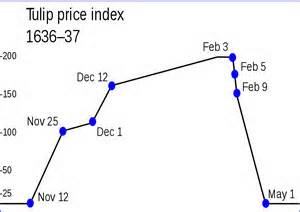 Tulip price index
1636–37
-200
Feb 3
Feb 5
Dec 12
Feb 9
-150
Nov 25
Dec 1
-100
-50
-25
Nov 12
May 1